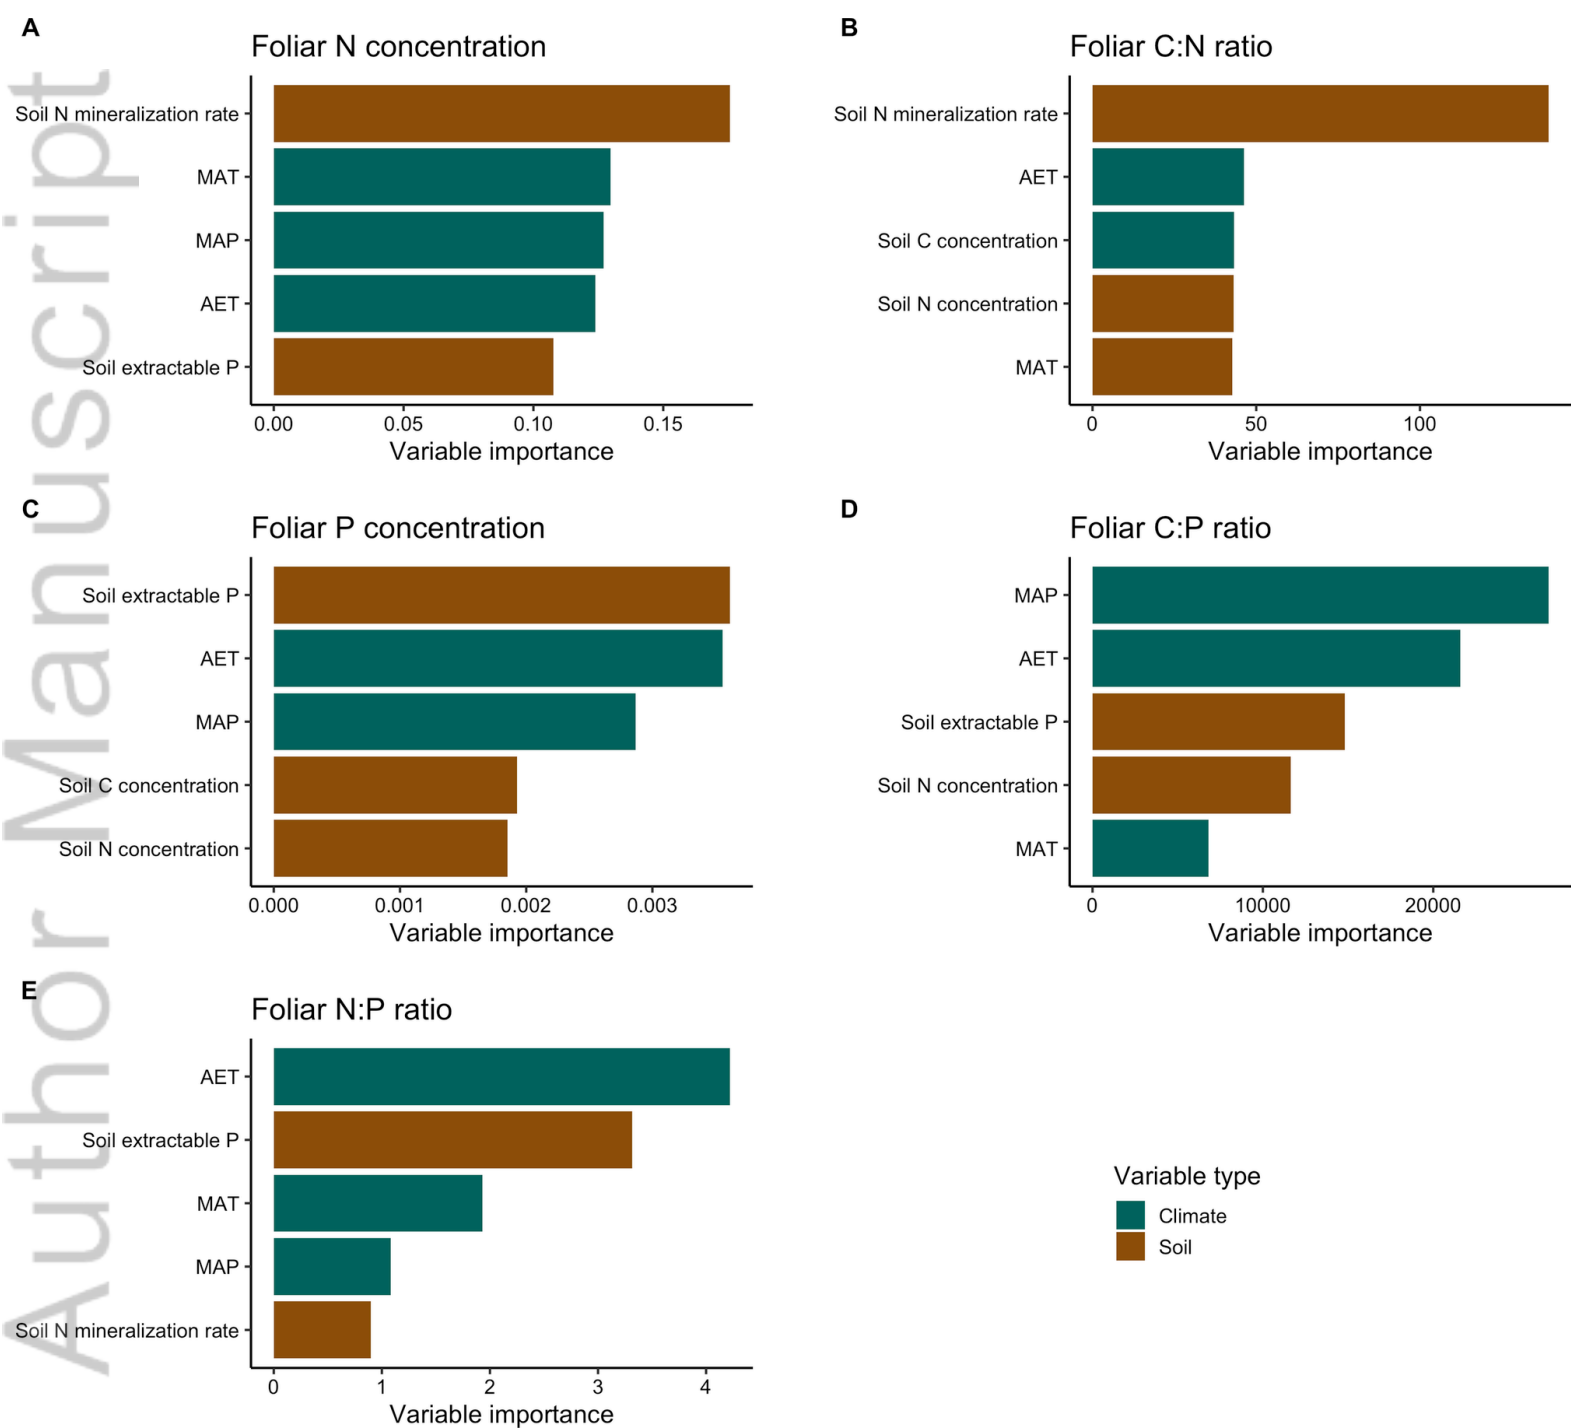 Author Manuscript
A
Foliar N concentration
Soil N mineralization rate
MAT
MAP
AET
Soil extractable P
0.00 0.05 0.10 0.15
Variable importance
B
Foliar C:N ratio
Soil N mineralization rate
AET
Soil C concentration
Soil N concentration
MAT
0 50 100
Variable importance
C
Foliar P concentration
Soil extractable P
AET
MAP
Soil C concentration
Soil N concentration
0.000 0.001 0.002 0.003
Variable importance
D
Foliar C:P ratio
MAP
AET
Soil extractable P
Soil N concentration
MAT
0 10000 20000
Variable importance
E
Foliar N:P ratio
AET
Soil extractable P
MAT
MAP
Soil N mineralization rate
0 1 2 3 4
Variable importance
Variable type
Climate
Soil